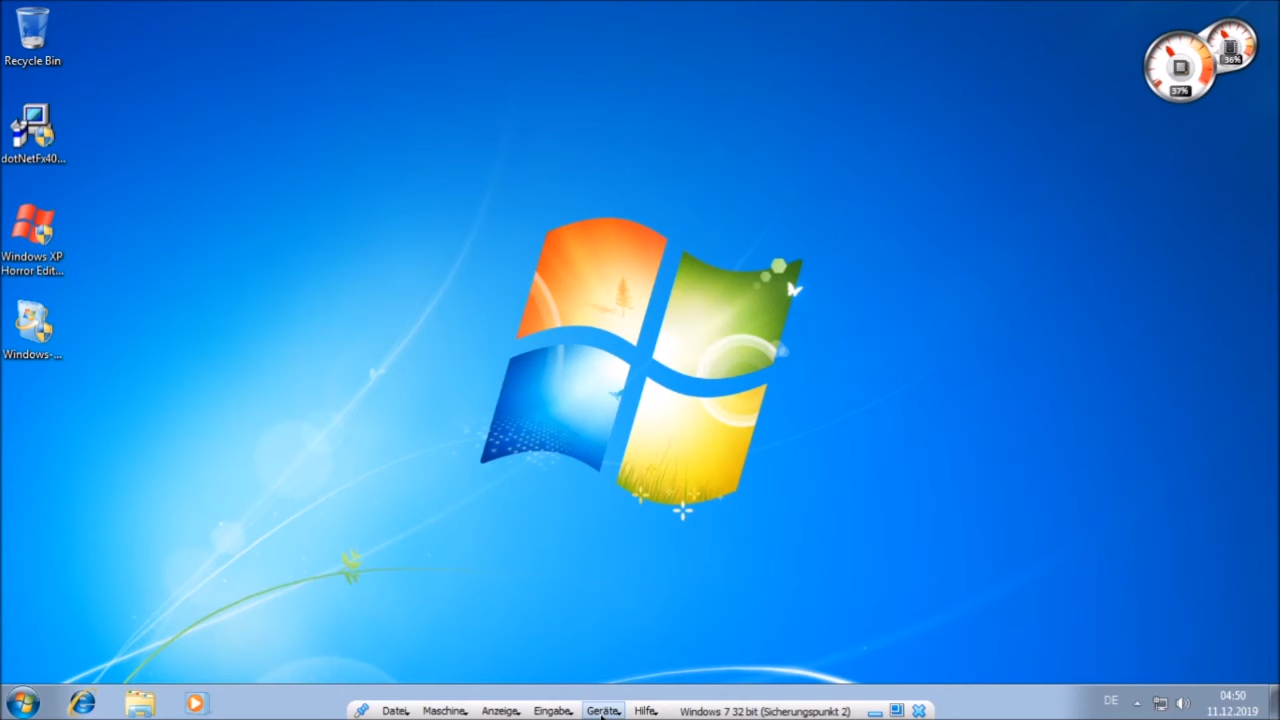 Recycle Bin
37%
36%
dotNetFx40...
Windows XP
Horror Edit...
Windows-...
Datei
Maschine
Anzeige
Eingabe
Geräte
Hilfe
Windows 7 32 bit (Sicherungspunkt 2)
DE
04:50
11.12.2019